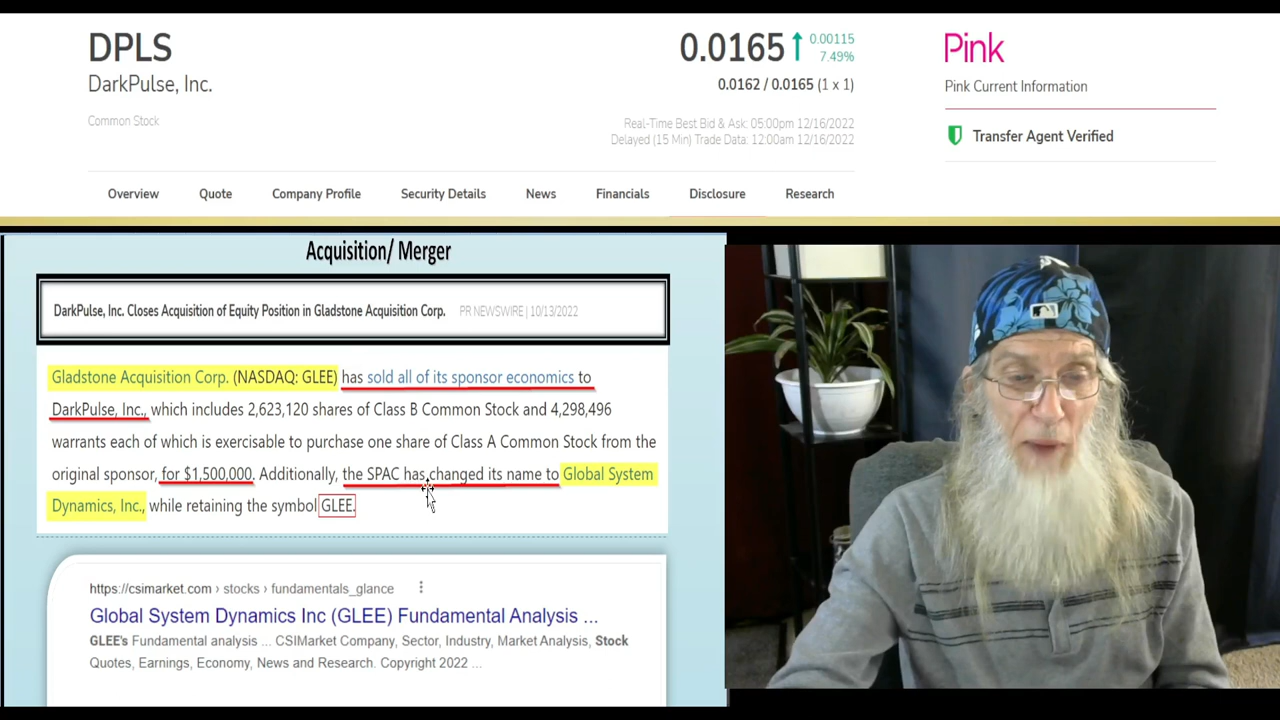 DPLS
DarkPulse, Inc.
Common Stock
0.0165
0.00115
7.49%
0.0162 / 0.0165 (1 x 1)
Real-Time Best Bid & Ask: 05:00pm 12/16/2022
Delayed (15 Min) Trade Data: 12:00am 12/16/2022
Pink
Pink Current Information
Transfer Agent Verified
Overview Quote Company Profile Security Details News Financials Disclosure Research
Acquisition/ Merger
DarkPulse, Inc. Closes Acquisition of Equity Position in Gladstone Acquisition Corp. PR NEWSWIRE | 10/13/2022
Gladstone Acquisition Corp. (NASDAQ: GLEE) has sold all of its sponsor economics to
DarkPulse, Inc., which includes 2,623,120 shares of Class B Common Stock and 4,298,496
warrants each of which is exercisable to purchase one share of Class A Common Stock from the
original sponsor, for $1,500,000. Additionally, the SPAC has changed its name to Global System
Dynamics, Inc., while retaining the symbol GLEE.
https://csimarket.com › stocks › fundamentals_glance
Global System Dynamics Inc (GLEE) Fundamental Analysis ...
GLEE's Fundamental analysis ... CSIMarket Company, Sector, Industry, Market Analysis, Stock
Quotes, Earnings, Economy, News and Research. Copyright 2022 ...